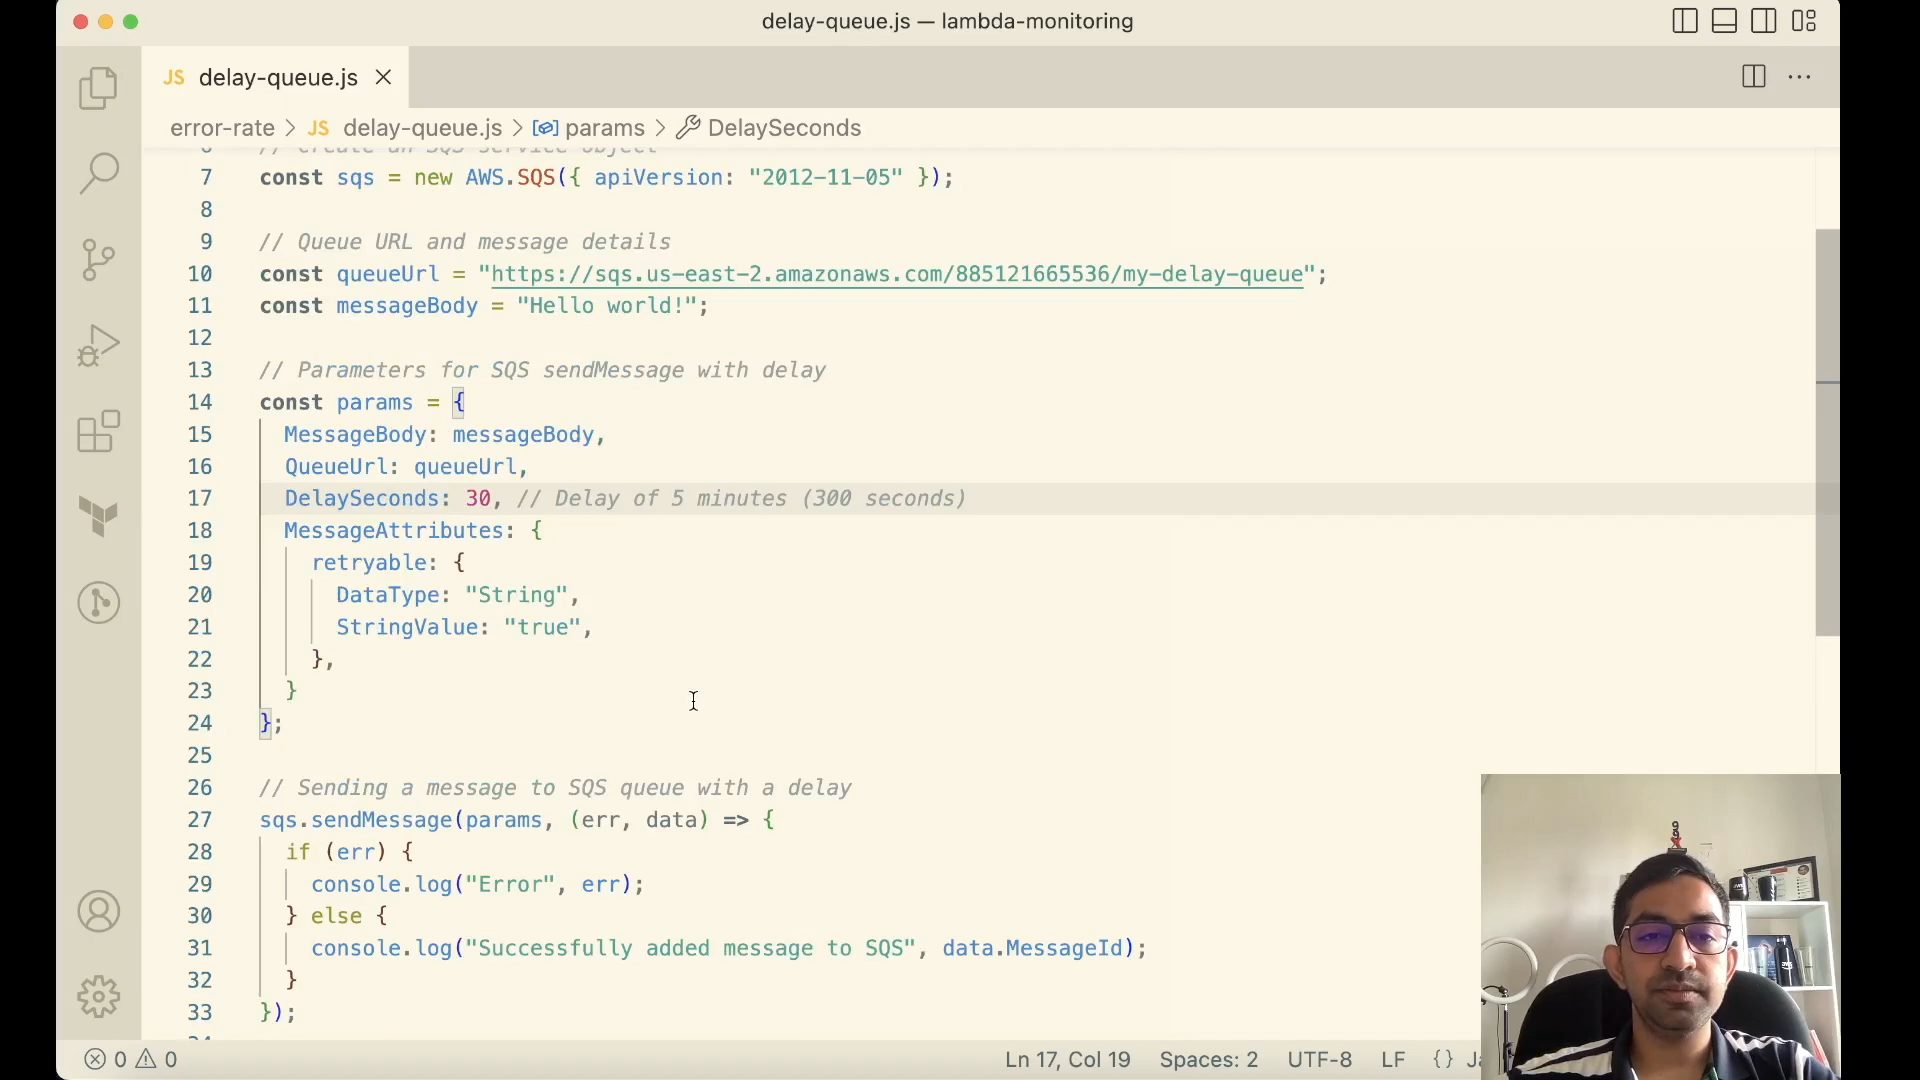 delay-queue.js — lambda-monitoring
JS delay-queue.js
error-rate > JS delay-queue.js > params > DelaySeconds
6 // Create an SQS service object
7 const sqs = new AWS.SQS({ apiVersion: "2012-11-05" });
8
9 // Queue URL and message details
10 const queueUrl = "https://sqs.us-east-2.amazonaws.com/885121665536/my-delay-queue";
11 const messageBody = "Hello world!";
12
13 // Parameters for SQS sendMessage with delay
14 const params = {
15 MessageBody: messageBody,
16 QueueUrl: queueUrl,
17 DelaySeconds: 30, // Delay of 5 minutes (300 seconds)
18 MessageAttributes: {
19 retryable: {
20 DataType: "String",
21 StringValue: "true",
22 },
23 }
24 };
25
26 // Sending a message to SQS queue with a delay
27 sqs.sendMessage(params, (err, data) => {
28 if (err) {
29 console.log("Error", err);
30 } else {
31 console.log("Successfully added message to SQS", data.MessageId);
32 }
33 });
0 0
Ln 17, Col 19 Spaces: 2 UTF-8 LF {}
aws